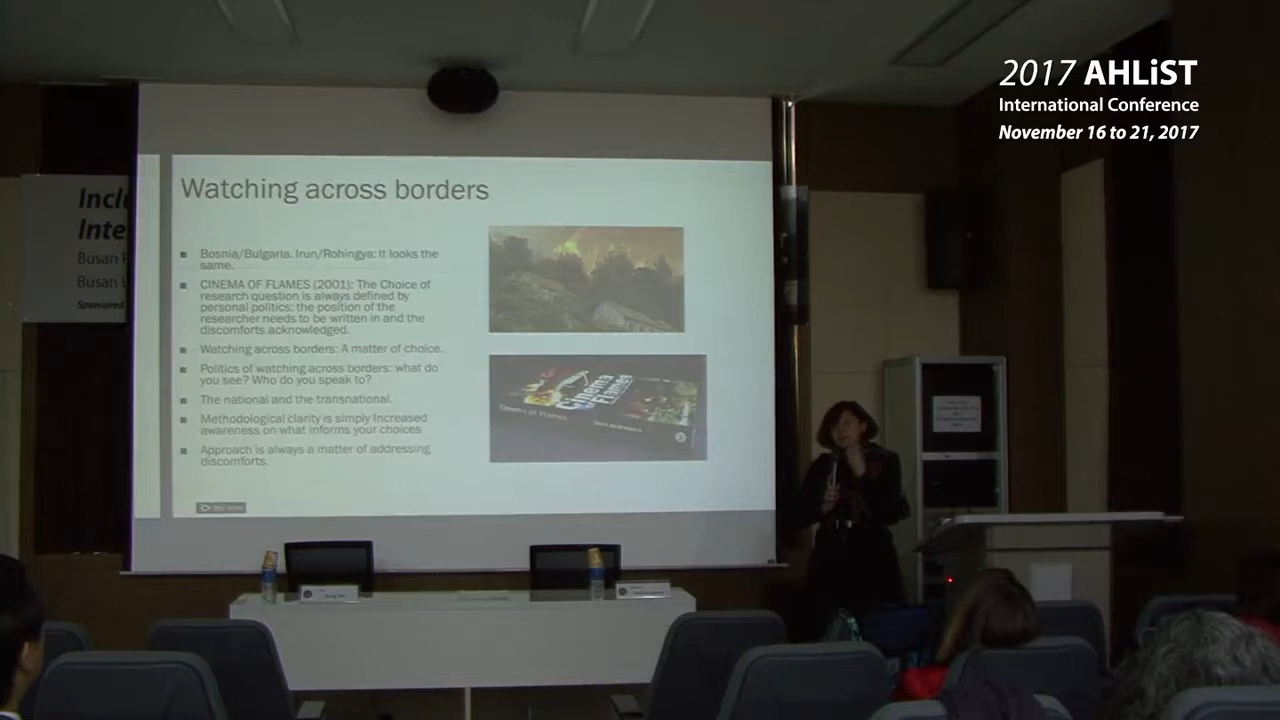 2017 AHLiST
International Conference
November 16 to 21, 2017
Watching across borders
Bosnia/Bulgaria. Irun/Rohingya: It looks the
same.
CINEMA OF FLAMES (2001): The Choice of
research question is always defined by
personal politics; the position of the
researcher needs to be written in and the
discomforts acknowledged.
Watching across borders: A matter of choice.
Politics of watching across borders: what do
you see? Who do you speak to?
The national and the transnational.
Methodological clarity is simply Increased
awareness on what informs your choices
Approach is always a matter of addressing
discomforts.
Cinema
Flames
Cinema of Flames
Incl
Inte
Busan
Busan U
Sponsored